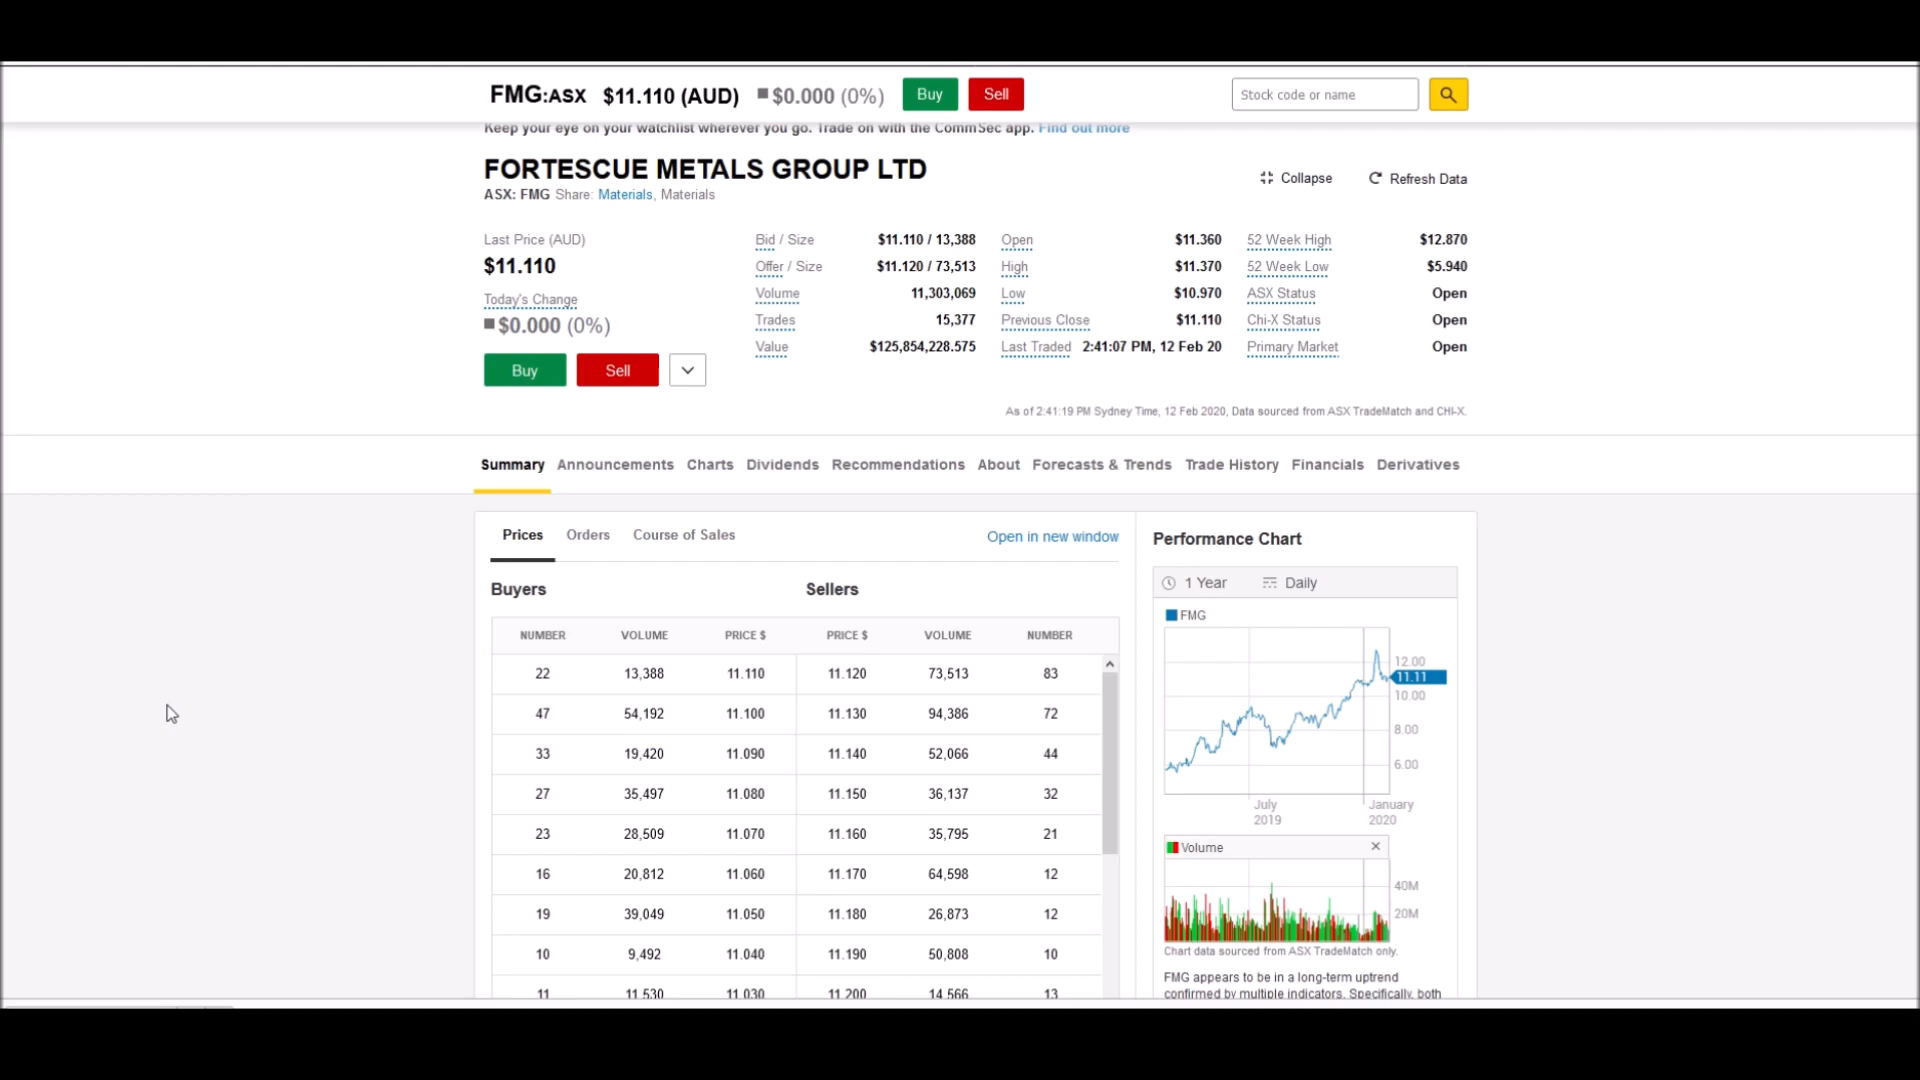 FMG:ASX $11.110 (AUD) $0.000 (0%) Buy Sell Stock code or name
Keep your eye on your watchlist wherever you go. Trade on with the CommSec app. Find out more
FORTESCUE METALS GROUP LTD
Collapse Refresh Data
ASX: FMG Share: Materials, Materials
Last Price (AUD) Bid / Size $11.110 / 13,388 Open $11.360 52 Week High $12.870
$11.110 Offer / Size $11.120 / 73,513 High $11.370 52 Week Low $5.940
Today's Change Volume 11,303,069 Low $10.970 ASX Status Open
$0.000 (0%) Trades 15,377 Previous Close $11.110 Chi-X Status Open
Value $125,854,228.575 Last Traded 2:41:07 PM, 12 Feb 20 Primary Market Open
Buy Sell
As of 2:41:19 PM Sydney Time, 12 Feb 2020, Data sourced from ASX TradeMatch and CHI-X.
Summary Announcements Charts Dividends Recommendations About Forecasts & Trends Trade History Financials Derivatives
Prices Orders Course of Sales Open in new window
Buyers Sellers
NUMBER VOLUME PRICE $ PRICE $ VOLUME NUMBER
22 13,388 11.110 11.120 73,513 83
47 54,192 11.100 11.130 94,386 72
33 19,420 11.090 11.140 52,066 44
27 35,497 11.080 11.150 36,137 32
23 28,509 11.070 11.160 35,795 21
16 20,812 11.060 11.170 64,598 12
19 39,049 11.050 11.180 26,873 12
10 9,492 11.040 11.190 50,808 10
11 11,530 11.030 11.200 14,566 13
Performance Chart
1 Year Daily
FMG
12.00
11.11
10.00
8.00
6.00
July January
2019 2020
Volume
40M
20M
Chart data sourced from ASX TradeMatch only.
FMG appears to be in a long-term uptrend
confirmed by multiple indicators. Specifically, both